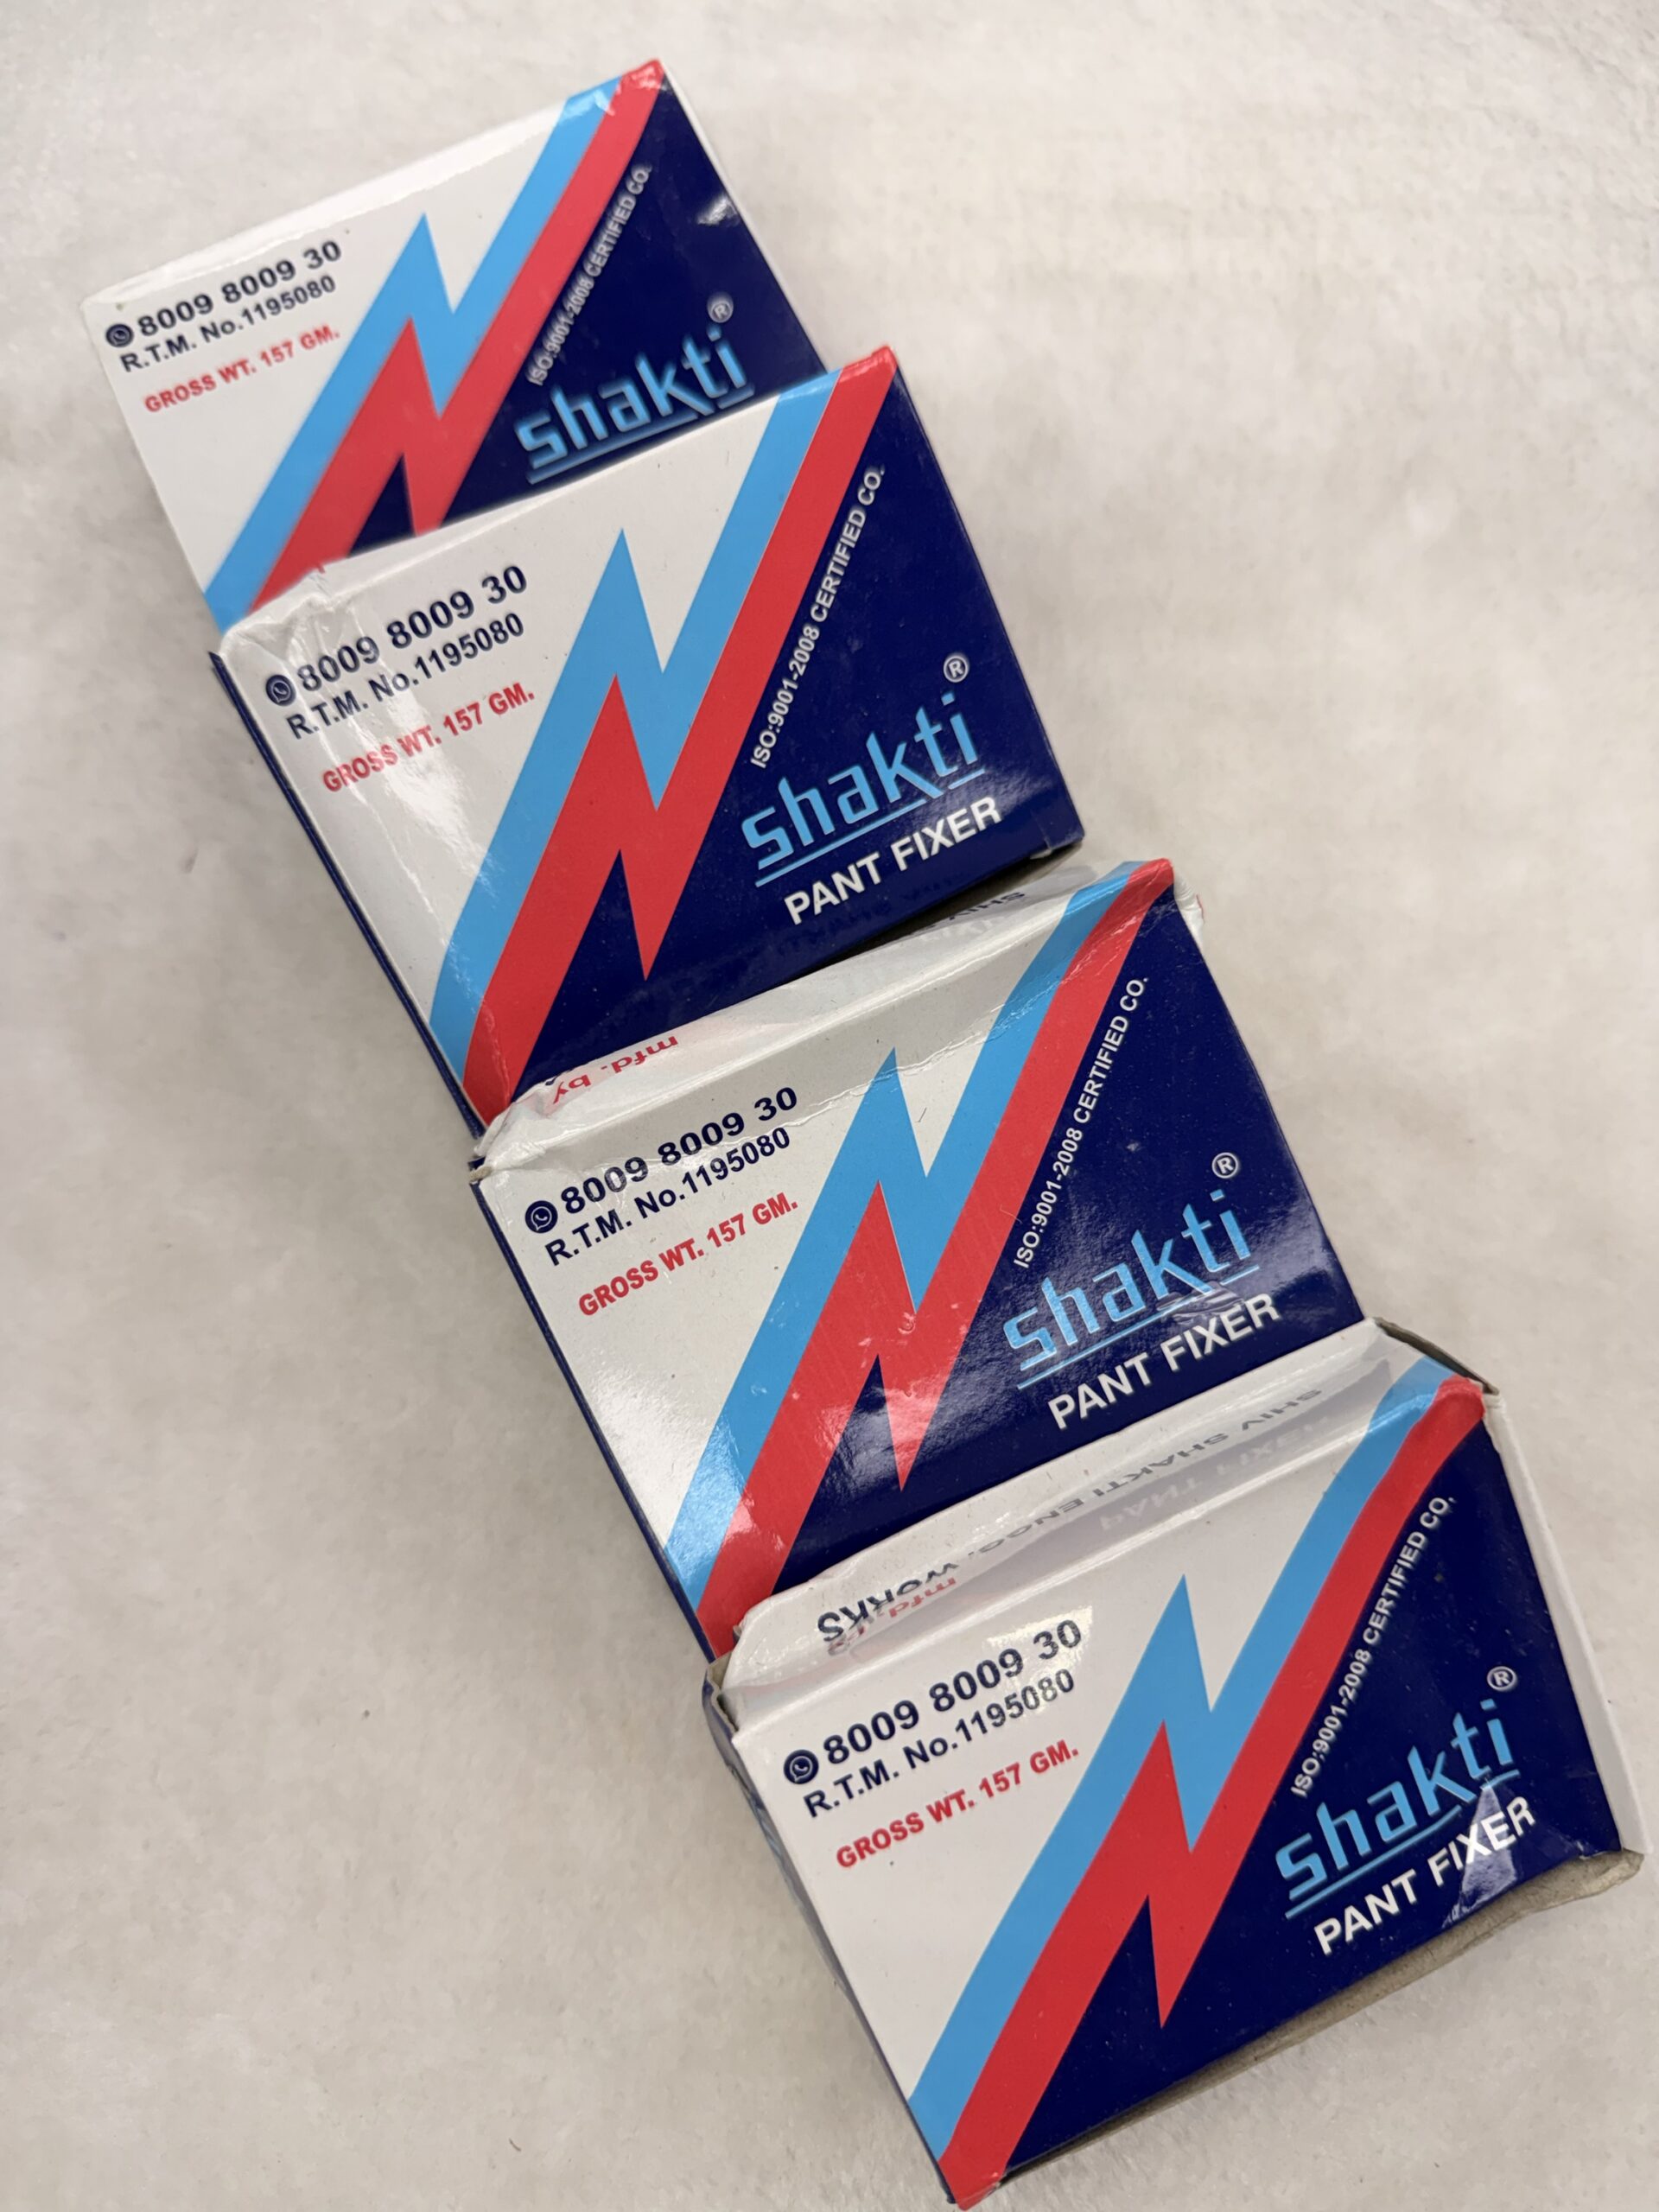 8009 8009 30
R.T.M. No.1195080
GROSS WT. 157 GM.
ISO:9001-2008 CERTIFIED CO.
shakti®
8009 8009 30
R.T.M. No.1195080
GROSS WT. 157 GM.
ISO:9001-2008 CERTIFIED CO.
shakti®
PANT FIXER
mfd. by
8009 8009 30
R.T.M. No.1195080
GROSS WT. 157 GM.
ISO:9001-2008 CERTIFIED CO.
shakti®
PANT FIXER
mfd.
SHIV SHAKTI ENGG. WORKS
8009 8009 30
R.T.M. No.1195080
GROSS WT. 157 GM.
ISO:9001-2008 CERTIFIED CO.
shakti®
PANT FIXER